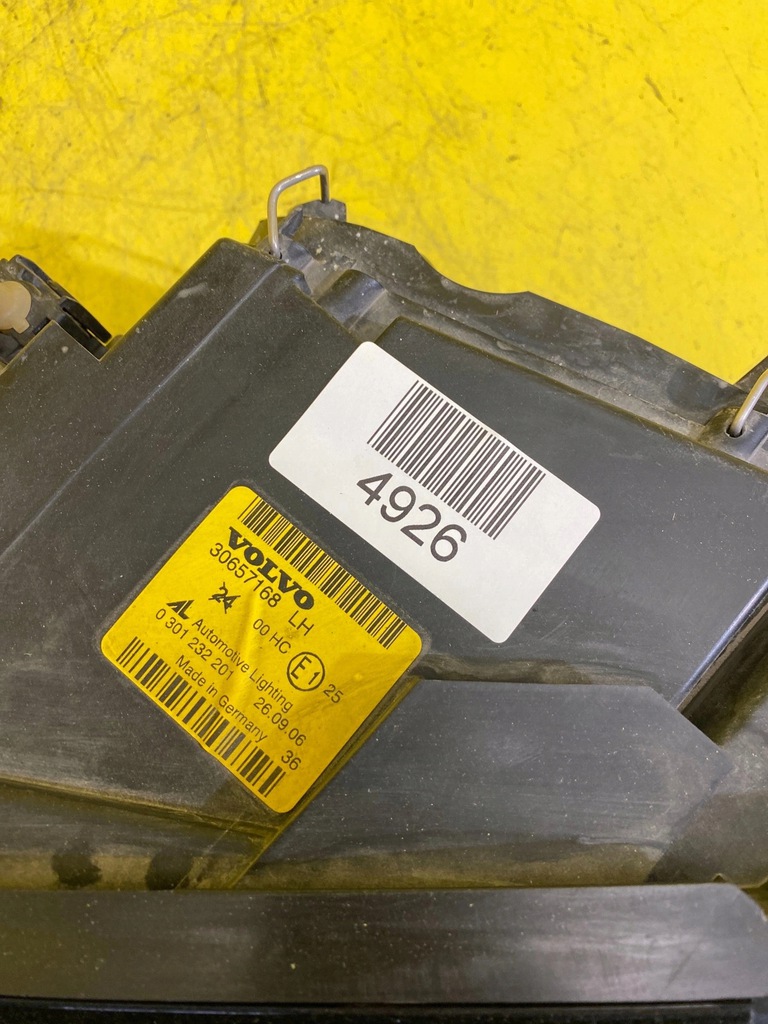 4926
VOLVO
30657168 LH
24 00 HC E1 25
AL Automotive Lighting
0 301 232 201 26.09.06
Made in Germany 36